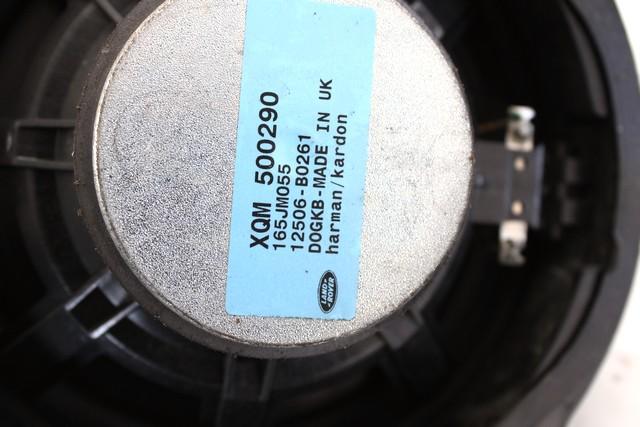 XQM 500290
165JM055
12506-B0261
DOGKB-MADE IN UK
harman/kardon
LAND ROVER